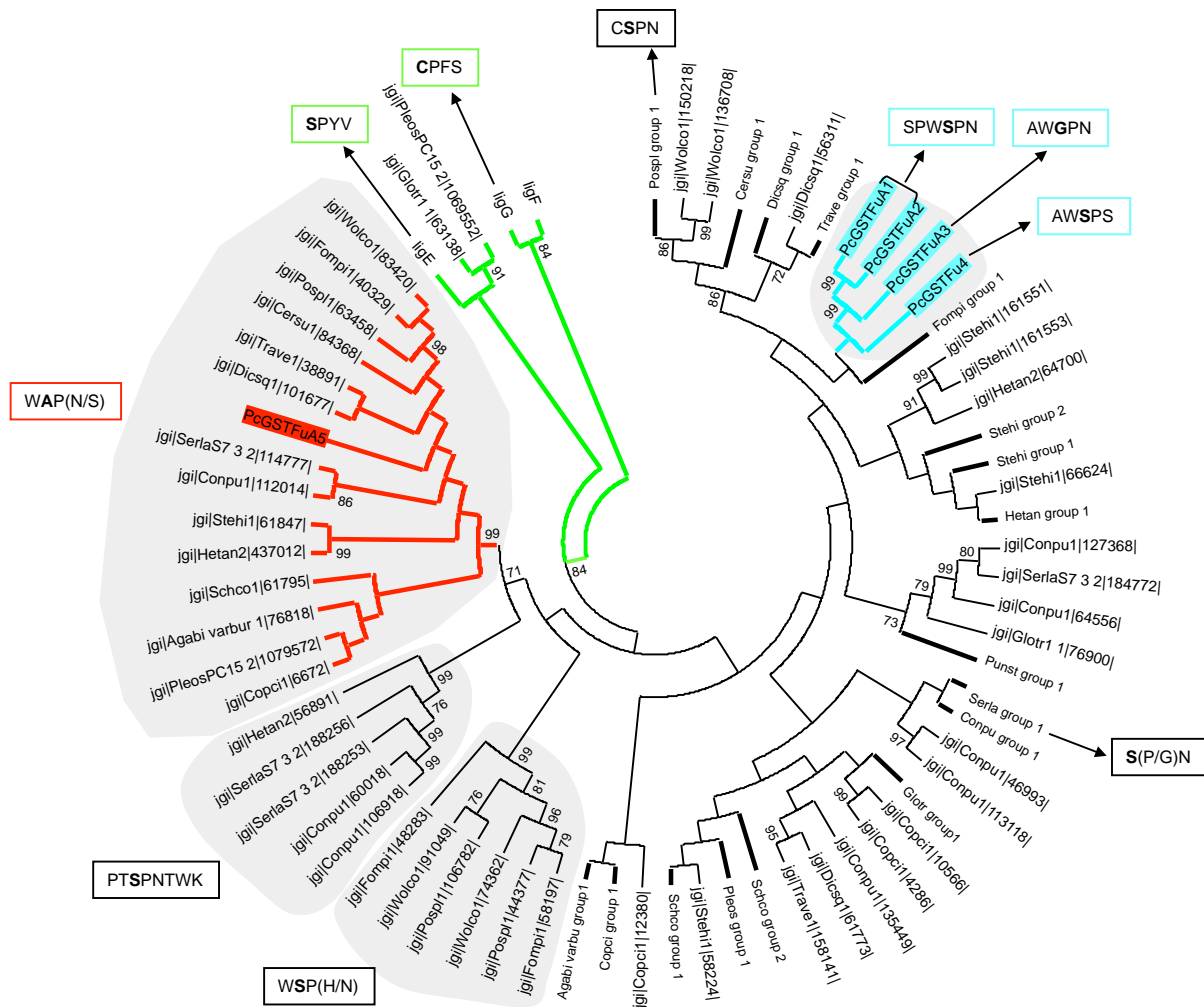 CSPN
CPFS
SPYV
SPWSPN
AWGPN
AWSPS
WAP(N/S)
S(P/G)N
PTSPNTWK
WSP(H/N)
Pospl group 1
jgi|Wolco1|150218|
jgi|Wolco1|136708|
Cersu group 1
Dicsq group 1
jgi|Dicsq1|56311|
Trave group 1
PcGSTFuA1
PcGSTFuA2
PcGSTFuA3
PcGSTFu4
Fompi group 1
jgi|Stehi1|161551|
jgi|Stehi1|161553|
jgi|Hetan2|64700|
Stehi group 2
Stehi group 1
jgi|Stehi1|66624|
Hetan group 1
jgi|Conpu1|127368|
jgi|SerlaS7 3 2|184772|
jgi|Conpu1|64556|
jgi|Glotr1 1|76900|
Punst group 1
Serla group 1
Conpu group 1
jgi|Conpu1|46993|
jgi|Conpu1|113118|
Glotr group1
jgi|Copci1|10566|
jgi|Copci1|4286|
jgi|Conpu1|135449|
jgi|Dicsq1|61773|
jgi|Trave1|158141|
Schco group 2
Pleos group 1
jgi|Stehi1|58224|
Schco group 1
jgi|Copci1|12380|
Copci group 1
Agabi varbu group1
jgi|Fompi1|58197|
jgi|Pospl1|44377|
jgi|Wolco1|74362|
jgi|Pospl1|106782|
jgi|Wolco1|91049|
jgi|Fompi1|48283|
jgi|Conpu1|106918|
jgi|Conpu1|60018|
jgi|SerlaS7 3 2|188253|
jgi|SerlaS7 3 2|188256|
jgi|Hetan2|56891|
jgi|Copci1|6672|
jgi|PleosPC15 2|1079572|
jgi|Agabi varbur 1|76818|
jgi|Schco1|61795|
jgi|Hetan2|437012|
jgi|Stehi1|61847|
jgi|Conpu1|112014|
jgi|SerlaS7 3 2|114777|
PcGSTFuA5
jgi|Dicsq1|101677|
jgi|Trave1|38891|
jgi|Cersu1|84368|
jgi|Pospl1|63458|
jgi|Fompi1|40329|
jgi|Wolco1|83420|
ligE
jgi|Glotr1 1|63138|
jgi|PleosPC15 2|1069552|
ligG
ligF
86
99
86
72
99
99
99
91
80
99
79
73
97
99
95
79
96
81
76
99
99
99
76
99
71
99
99
86
98
91
84
84